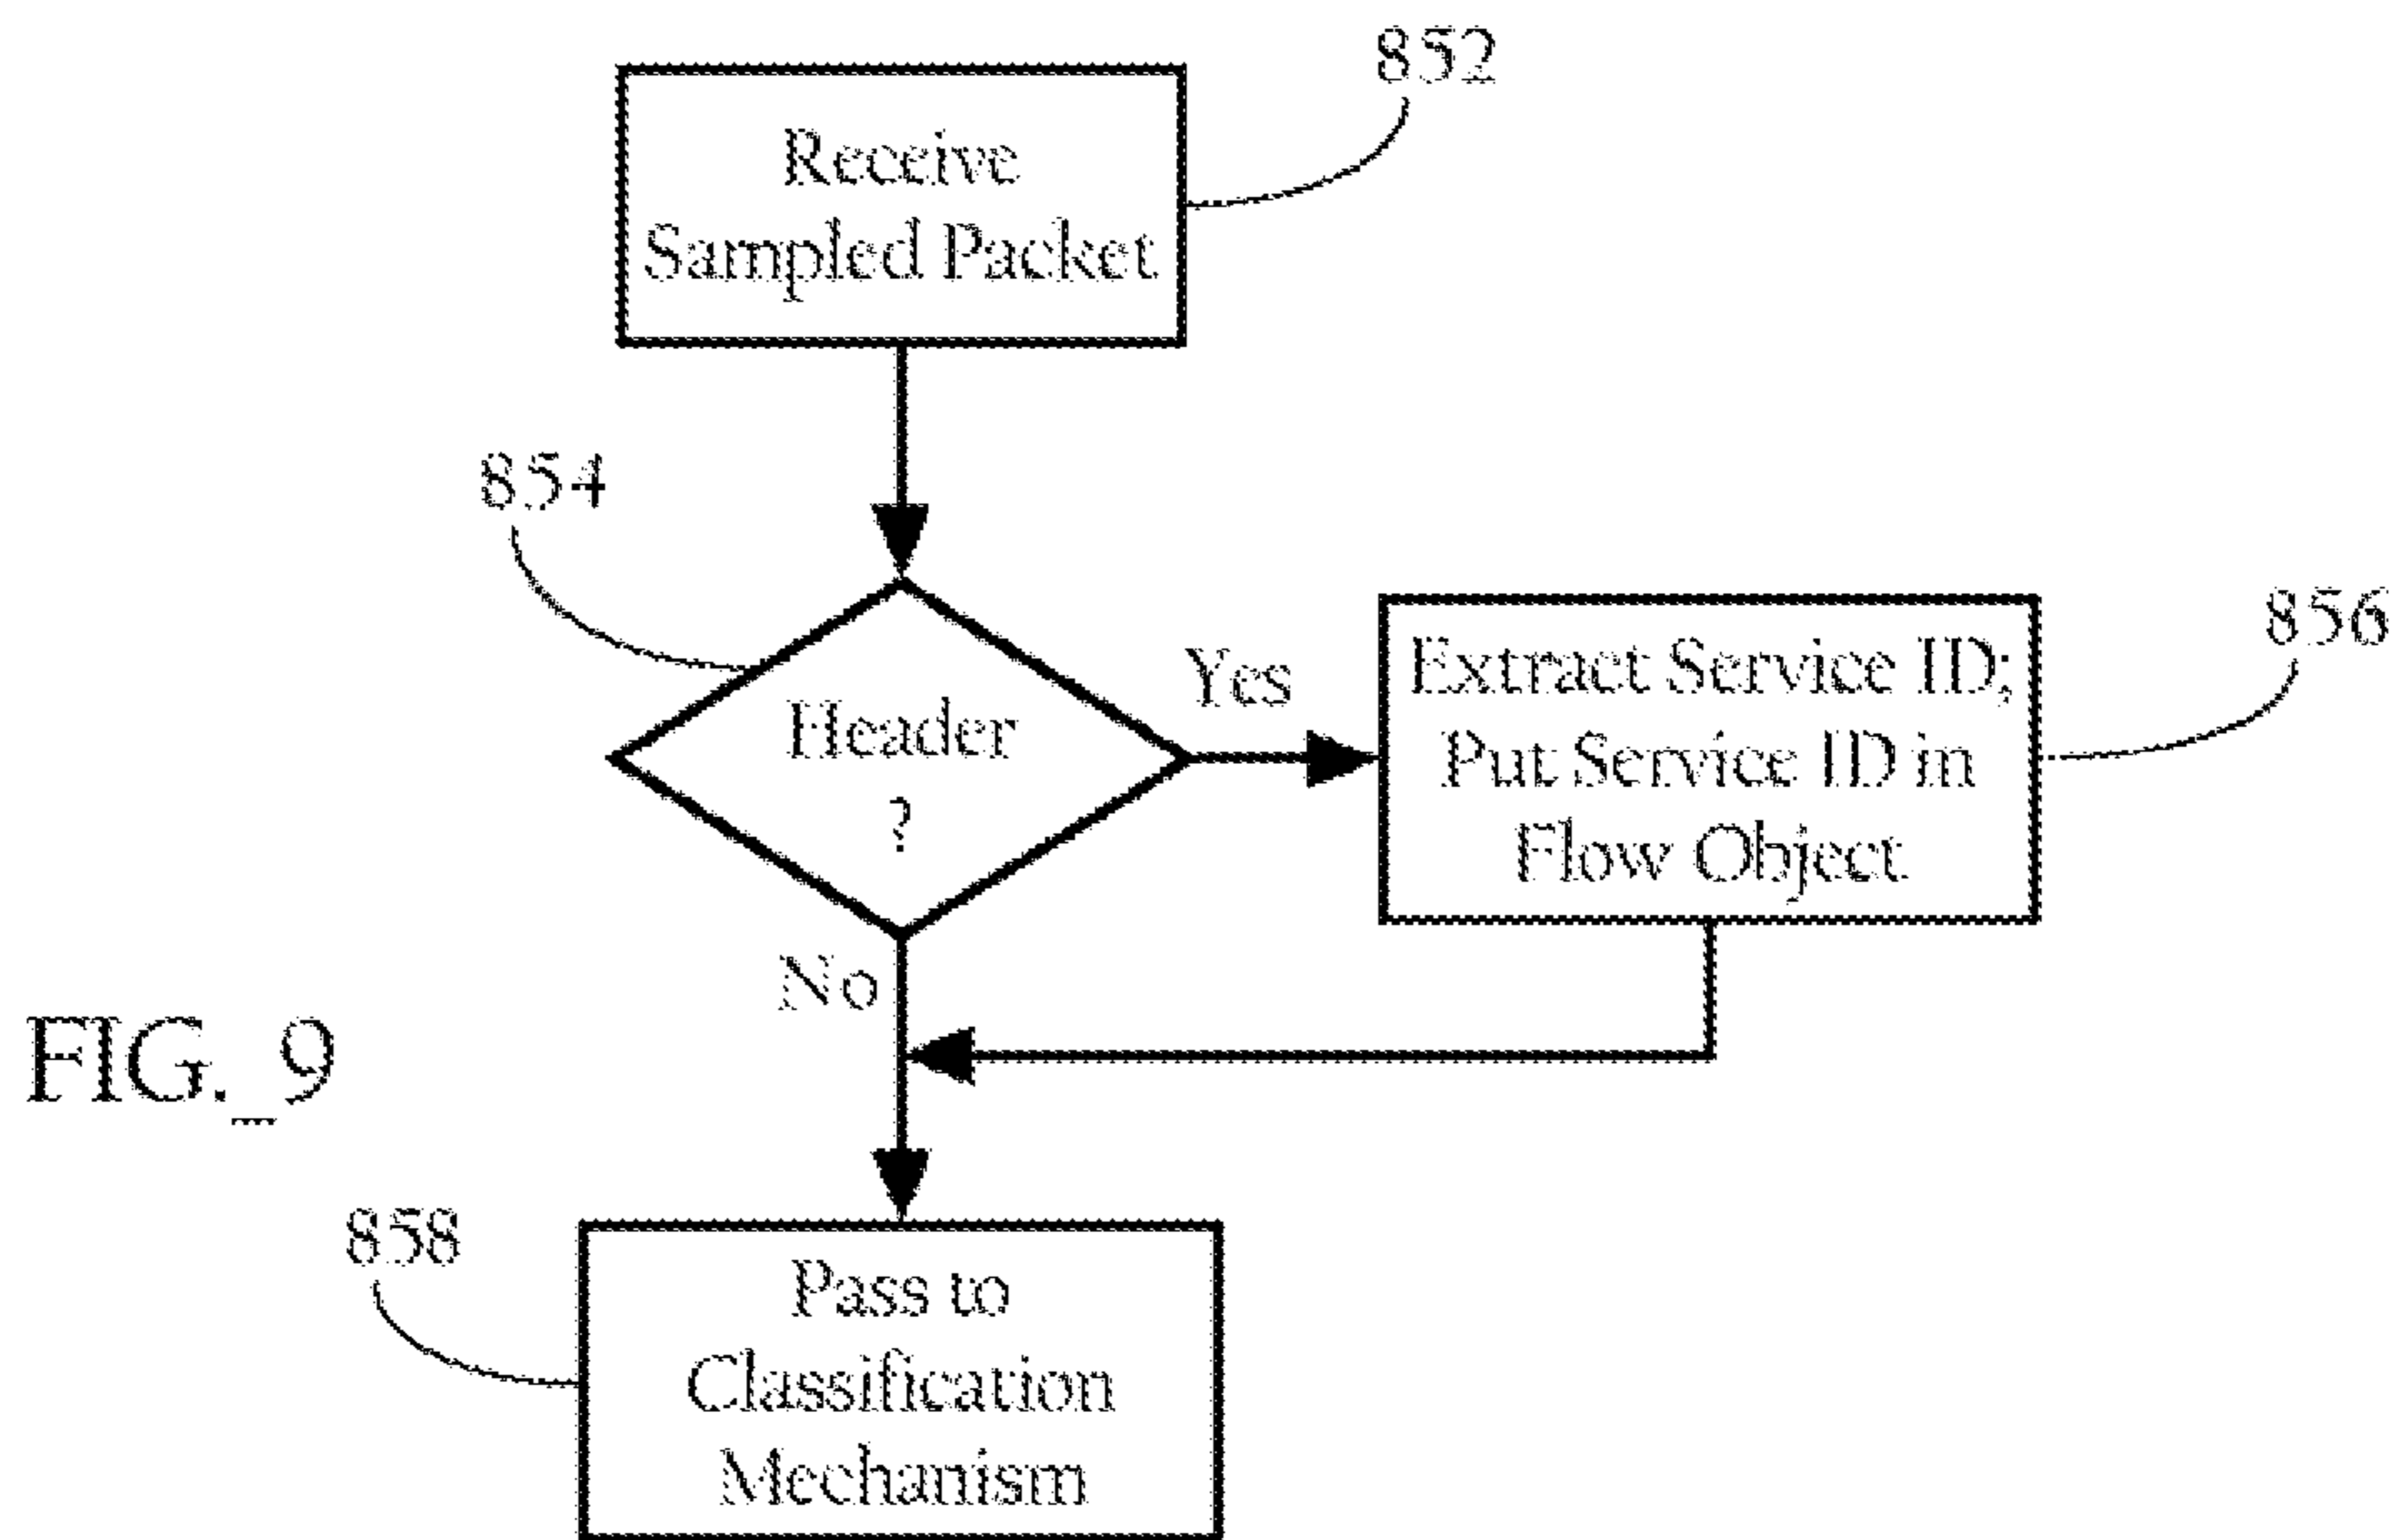 852
Receive
Sampled Packet
854
Header
?
Yes
856
Extract Service ID;
Put Service ID in
Flow Object
No
FIG._9
858
Pass to
Classification
Mechanism